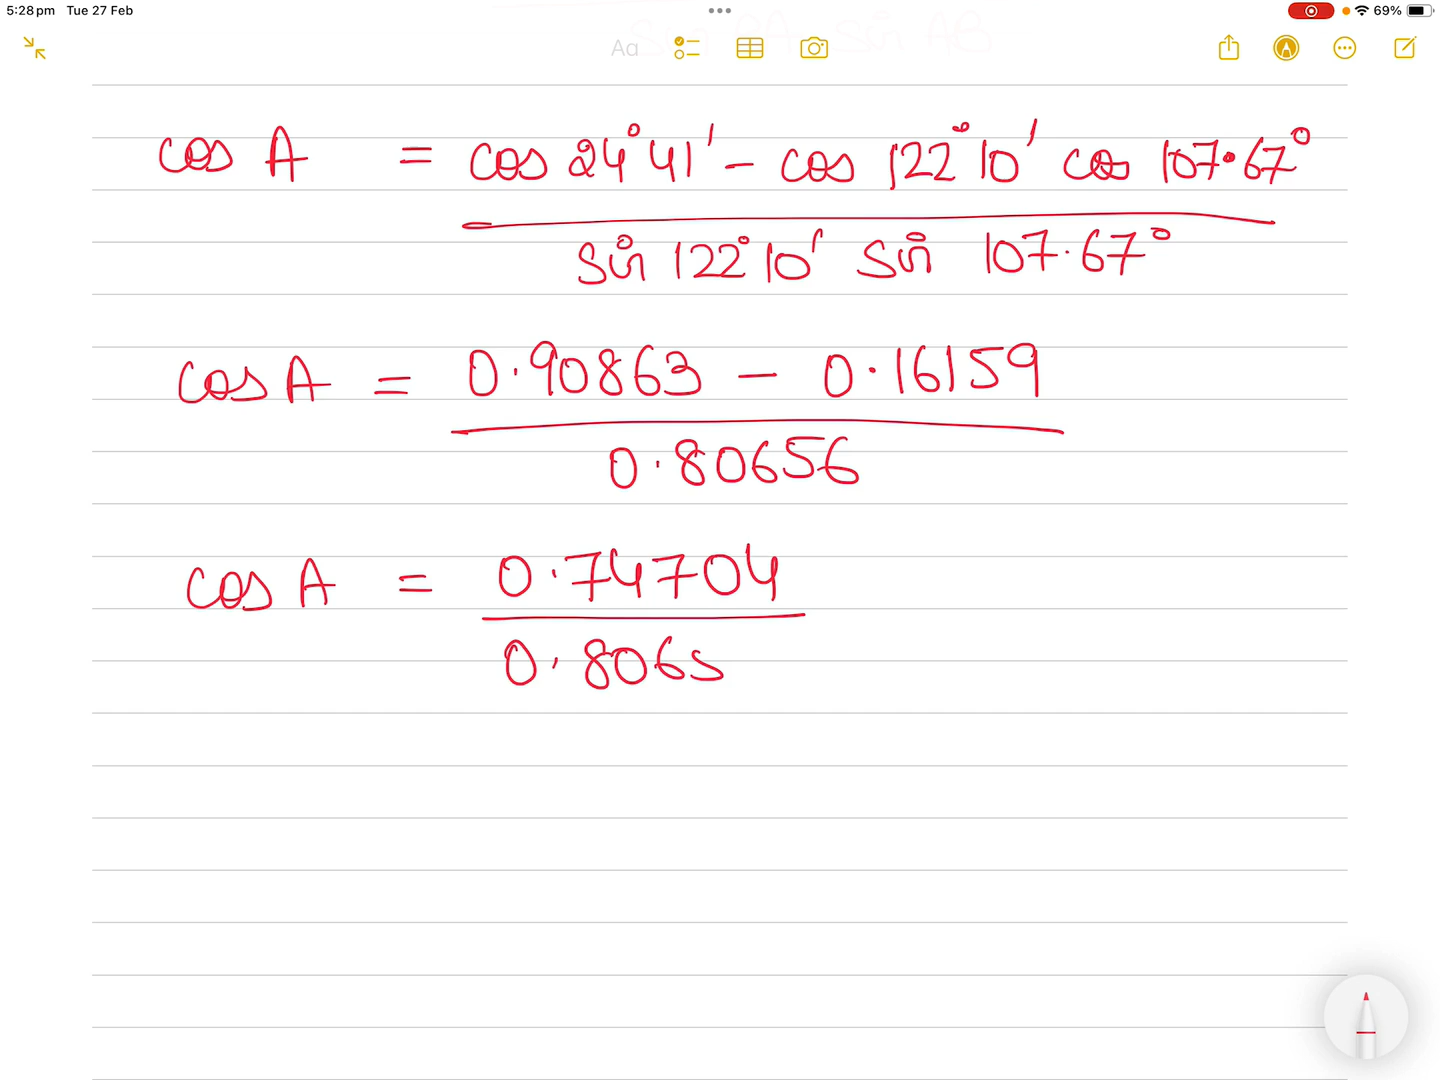 5:28 pm Tue 27 Feb
69%
Aa
cos A = cos 24°41' - cos 122°10' cos 107.67°
sin 122°10' sin 107.67°
cos A = 0.90863 - 0.16159
0.80656
cos A = 0.74704
0.8065